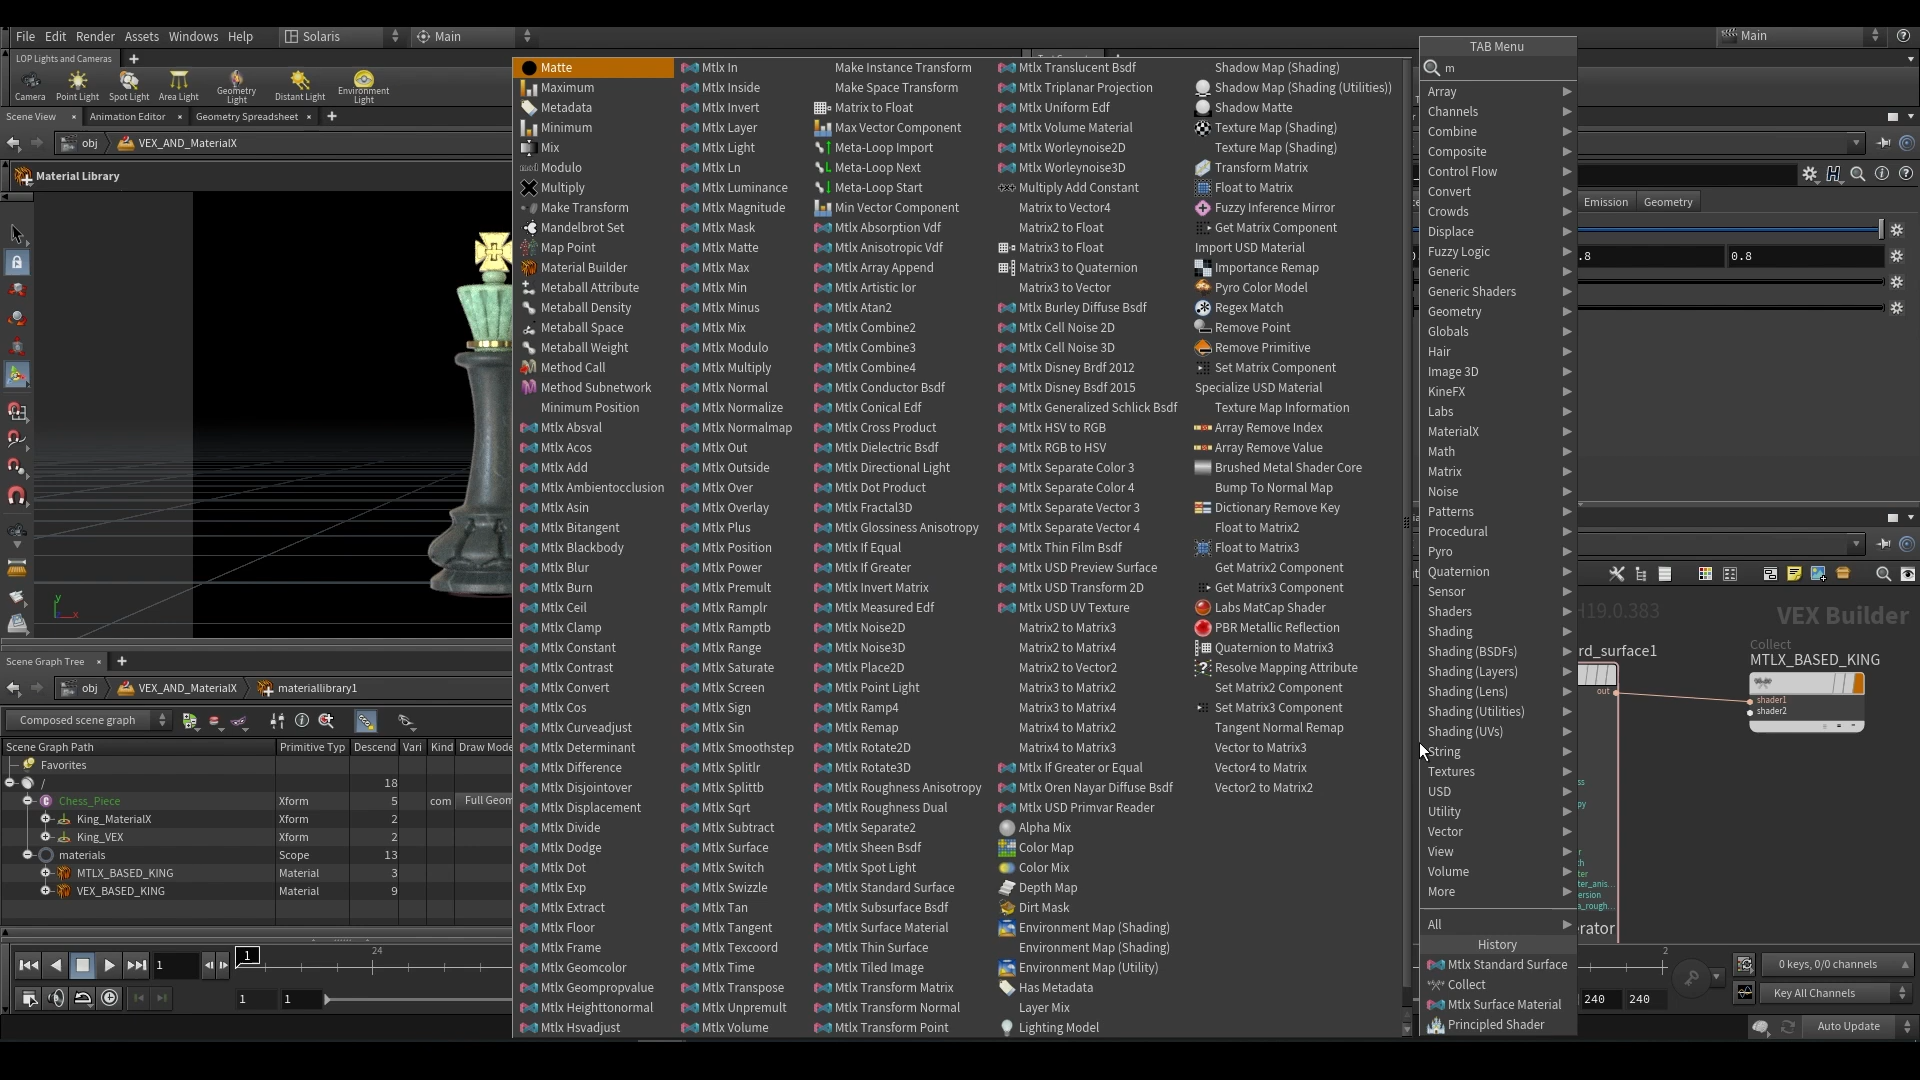 File Edit Render Assets Windows Help Solaris Main Main
LOP Lights and Cameras
Camera Point Light Spot Light Area Light Geometry Light Distant Light Environment Light
Scene View Animation Editor Geometry Spreadsheet
obj VEX_AND_MaterialX
Material Library
Matte
Maximum
Metadata
Minimum
Mix
Modulo
Multiply
Make Transform
Mandelbrot Set
Map Point
Material Builder
Metaball Attribute
Metaball Density
Metaball Space
Metaball Weight
Method Call
Method Subnetwork
Minimum Position
Mtlx Absval
Mtlx Acos
Mtlx Add
Mtlx Ambientocclusion
Mtlx Asin
Mtlx Bitangent
Mtlx Blackbody
Mtlx Blur
Mtlx Burn
Mtlx Ceil
Mtlx Clamp
Mtlx Constant
Mtlx Contrast
Mtlx Convert
Mtlx Cos
Mtlx Curveadjust
Mtlx Determinant
Mtlx Difference
Mtlx Disjointover
Mtlx Displacement
Mtlx Divide
Mtlx Dodge
Mtlx Dot
Mtlx Exp
Mtlx Extract
Mtlx Floor
Mtlx Frame
Mtlx Geomcolor
Mtlx Geompropvalue
Mtlx Heighttonormal
Mtlx Hsvadjust
Mtlx In
Mtlx Inside
Mtlx Invert
Mtlx Layer
Mtlx Light
Mtlx Ln
Mtlx Luminance
Mtlx Magnitude
Mtlx Mask
Mtlx Matte
Mtlx Max
Mtlx Min
Mtlx Minus
Mtlx Mix
Mtlx Modulo
Mtlx Multiply
Mtlx Normal
Mtlx Normalize
Mtlx Normalmap
Mtlx Out
Mtlx Outside
Mtlx Over
Mtlx Overlay
Mtlx Plus
Mtlx Position
Mtlx Power
Mtlx Premult
Mtlx Ramplr
Mtlx Ramptb
Mtlx Range
Mtlx Saturate
Mtlx Screen
Mtlx Sign
Mtlx Sin
Mtlx Smoothstep
Mtlx Splitlr
Mtlx Splittb
Mtlx Sqrt
Mtlx Subtract
Mtlx Surface
Mtlx Switch
Mtlx Swizzle
Mtlx Tan
Mtlx Tangent
Mtlx Texcoord
Mtlx Time
Mtlx Transpose
Mtlx Unpremult
Mtlx Volume
Make Instance Transform
Make Space Transform
Matrix to Float
Max Vector Component
Meta-Loop Import
Meta-Loop Next
Meta-Loop Start
Min Vector Component
Mtlx Absorption Vdf
Mtlx Anisotropic Vdf
Mtlx Array Append
Mtlx Artistic Ior
Mtlx Atan2
Mtlx Combine2
Mtlx Combine3
Mtlx Combine4
Mtlx Conductor Bsdf
Mtlx Conical Edf
Mtlx Cross Product
Mtlx Dielectric Bsdf
Mtlx Directional Light
Mtlx Dot Product
Mtlx Fractal3D
Mtlx Glossiness Anisotropy
Mtlx If Equal
Mtlx If Greater
Mtlx Invert Matrix
Mtlx Measured Edf
Mtlx Noise2D
Mtlx Noise3D
Mtlx Place2D
Mtlx Point Light
Mtlx Ramp4
Mtlx Remap
Mtlx Rotate2D
Mtlx Rotate3D
Mtlx Roughness Anisotropy
Mtlx Roughness Dual
Mtlx Separate2
Mtlx Sheen Bsdf
Mtlx Spot Light
Mtlx Standard Surface
Mtlx Subsurface Bsdf
Mtlx Surface Material
Mtlx Thin Surface
Mtlx Tiled Image
Mtlx Transform Matrix
Mtlx Transform Normal
Mtlx Transform Point
Mtlx Translucent Bsdf
Mtlx Triplanar Projection
Mtlx Uniform Edf
Mtlx Volume Material
Mtlx Worleynoise2D
Mtlx Worleynoise3D
Multiply Add Constant
Matrix to Vector4
Matrix2 to Float
Matrix3 to Float
Matrix3 to Quaternion
Matrix3 to Vector
Mtlx Burley Diffuse Bsdf
Mtlx Cell Noise 2D
Mtlx Cell Noise 3D
Mtlx Disney Brdf 2012
Mtlx Disney Bsdf 2015
Mtlx Generalized Schlick Bsdf
Mtlx HSV to RGB
Mtlx RGB to HSV
Mtlx Separate Color 3
Mtlx Separate Color 4
Mtlx Separate Vector 3
Mtlx Separate Vector 4
Mtlx Thin Film Bsdf
Mtlx USD Preview Surface
Mtlx USD Transform 2D
Mtlx USD UV Texture
Matrix2 to Matrix3
Matrix2 to Matrix4
Matrix2 to Vector2
Matrix3 to Matrix2
Matrix3 to Matrix4
Matrix4 to Matrix2
Matrix4 to Matrix3
Mtlx If Greater or Equal
Mtlx Oren Nayar Diffuse Bsdf
Mtlx USD Primvar Reader
Alpha Mix
Color Map
Color Mix
Depth Map
Dirt Mask
Environment Map (Shading)
Environment Map (Shading)
Environment Map (Utility)
Has Metadata
Layer Mix
Lighting Model
Shadow Map (Shading)
Shadow Map (Shading (Utilities))
Shadow Matte
Texture Map (Shading)
Texture Map (Shading)
Transform Matrix
Float to Matrix
Fuzzy Inference Mirror
Get Matrix Component
Import USD Material
Importance Remap
Pyro Color Model
Regex Match
Remove Point
Remove Primitive
Set Matrix Component
Specialize USD Material
Texture Map Information
Array Remove Index
Array Remove Value
Brushed Metal Shader Core
Bump To Normal Map
Dictionary Remove Key
Float to Matrix2
Float to Matrix3
Get Matrix2 Component
Get Matrix3 Component
Labs MatCap Shader
PBR Metallic Reflection
Quaternion to Matrix3
Resolve Mapping Attribute
Set Matrix2 Component
Set Matrix3 Component
Tangent Normal Remap
Vector to Matrix3
Vector4 to Matrix
Vector2 to Matrix2
TAB Menu
m
Array
Channels
Combine
Composite
Control Flow
Convert
Crowds
Displace
Fuzzy Logic
Generic
Generic Shaders
Geometry
Globals
Hair
Image 3D
KineFX
Labs
MaterialX
Math
Matrix
Noise
Patterns
Procedural
Pyro
Quaternion
Sensor
Shaders
Shading
Shading (BSDFs)
Shading (Layers)
Shading (Lens)
Shading (Utilities)
Shading (UVs)
String
Textures
USD
Utility
Vector
View
Volume
More
All
History
Mtlx Standard Surface
Collect
Mtlx Surface Material
Principled Shader
Emission Geometry
.8 0.8
H19.0.383 VEX Builder
rd_surface1
out
Collect
MTLX_BASED_KING
shader1
shader2
erator
y
x
Scene Graph Tree
obj VEX_AND_MaterialX materiallibrary1
Composed scene graph
Scene Graph Path Primitive Typ Descend Vari Kind Draw Mode
Favorites
/ 18
Chess_Piece Xform 5 com Full Geom
King_MaterialX Xform 2
King_VEX Xform 2
materials Scope 13
MTLX_BASED_KING Material 3
VEX_BASED_KING Material 9
1 1 24 2
0 keys, 0/0 channels
1 1 240 240 Key All Channels
Auto Update